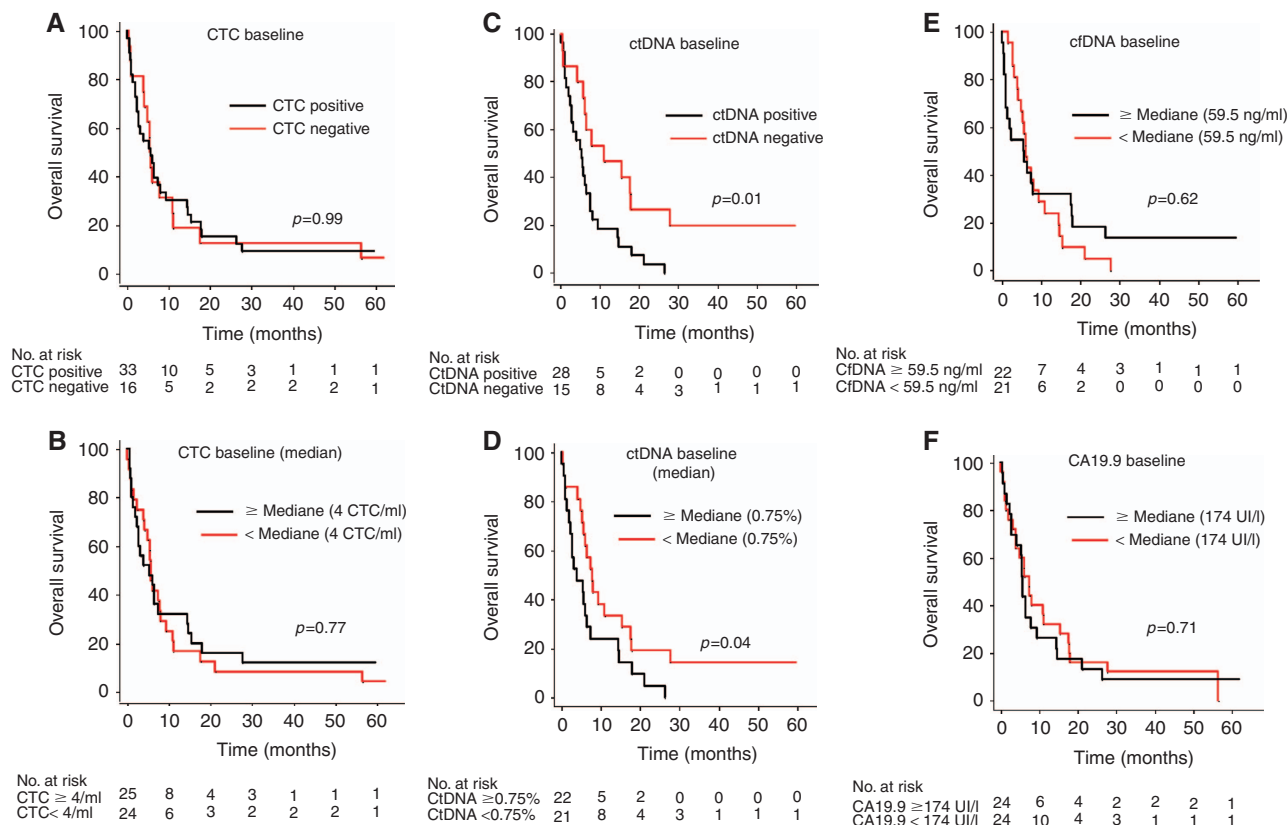 A
CTC baseline
100
80
60
40
20
0
Overall survival
CTC positive
CTC negative
p=0.99
0 10 20 30 40 50 60
Time (months)
No. at risk
CTC positive 33 10 5 3 1 1 1
CTC negative 16 5 2 2 2 2 1
C
ctDNA baseline
100
80
60
40
20
0
Overall survival
ctDNA positive
ctDNA negative
p=0.01
0 10 20 30 40 50 60
Time (months)
No. at risk
CtDNA positive 28 5 2 0 0 0 0
CtDNA negative 15 8 4 3 1 1 1
E
cfDNA baseline
100
80
60
40
20
0
Overall survival
≥ Mediane (59.5 ng/ml)
< Mediane (59.5 ng/ml)
p=0.62
0 10 20 30 40 50 60
Time (months)
No. at risk
CfDNA ≥ 59.5 ng/ml 22 7 4 3 1 1 1
CfDNA < 59.5 ng/ml 21 6 2 0 0 0 0
B
CTC baseline (median)
100
80
60
40
20
0
Overall survival
≥ Mediane (4 CTC/ml)
< Mediane (4 CTC/ml)
p=0.77
0 10 20 30 40 50 60
Time (months)
No. at risk
CTC ≥ 4/ml 25 8 4 3 1 1 1
CTC< 4/ml 24 6 3 2 2 2 1
D
ctDNA baseline
(median)
100
80
60
40
20
0
Overall survival
≥ Mediane (0.75%)
< Mediane (0.75%)
p=0.04
0 10 20 30 40 50 60
Time (months)
No. at risk
CtDNA ≥0.75% 22 5 2 0 0 0 0
CtDNA <0.75% 21 8 4 3 1 1 1
F
CA19.9 baseline
100
80
60
40
20
0
Overall survival
≥ Mediane (174 UI/l)
< Mediane (174 UI/l)
p=0.71
0 10 20 30 40 50 60
Time (months)
No. at risk
CA19.9 ≥174 UI/l 24 6 4 2 2 2 1
CA19.9 < 174 UI/l 24 10 4 3 1 1 1